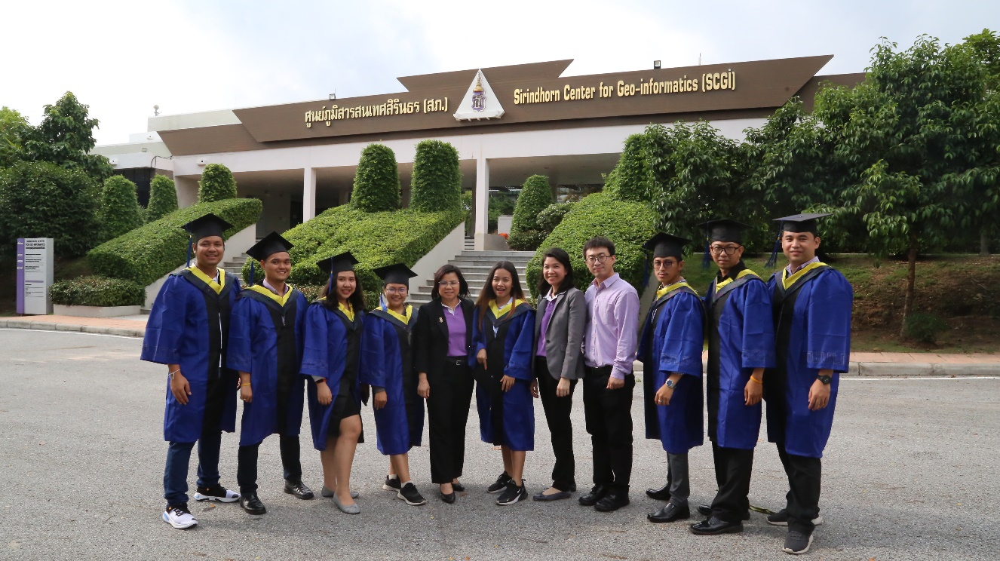 ศูนย์ภูมิสารสนเทศสิรินธร (สภ.)
Sirindhorn Center for Geo-informatics (SCGI)